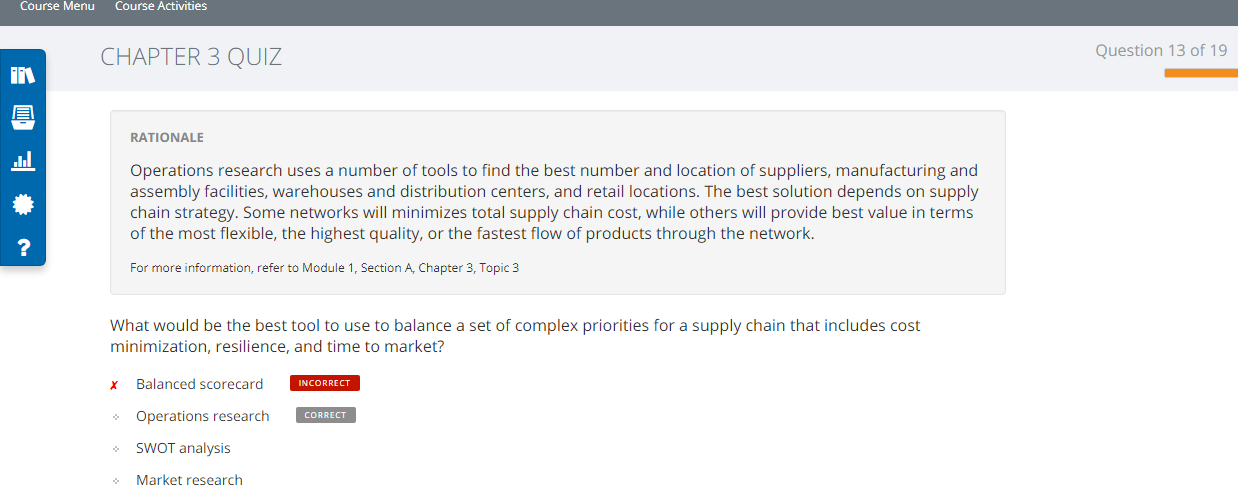 Course Menu Course Activities
CHAPTER 3 QUIZ
Question 13 of 19
RATIONALE
Operations research uses a number of tools to find the best number and location of suppliers, manufacturing and
assembly facilities, warehouses and distribution centers, and retail locations. The best solution depends on supply
chain strategy. Some networks will minimizes total supply chain cost, while others will provide best value in terms
of the most flexible, the highest quality, or the fastest flow of products through the network.
For more information, refer to Module 1, Section A, Chapter 3, Topic 3
What would be the best tool to use to balance a set of complex priorities for a supply chain that includes cost
minimization, resilience, and time to market?
✗ Balanced scorecard INCORRECT
Operations research CORRECT
SWOT analysis
Market research
?